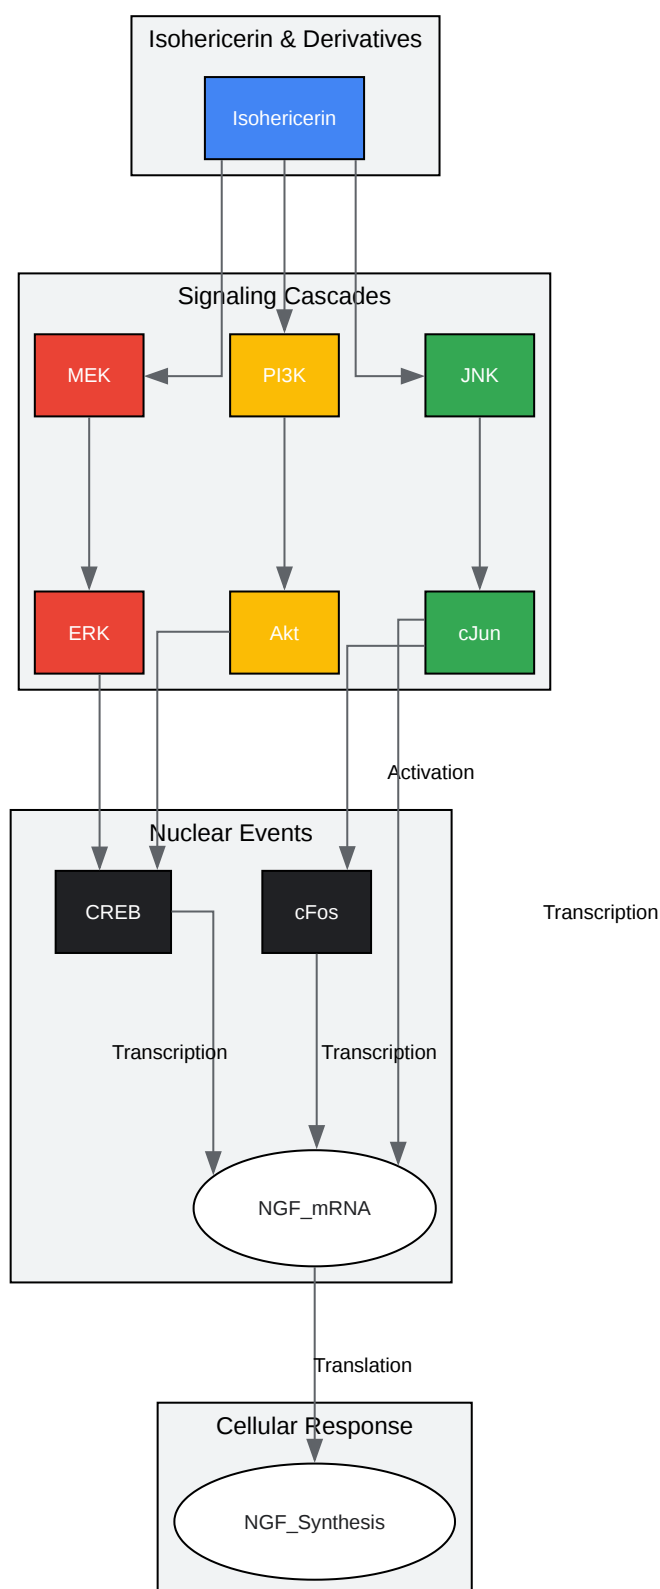 Isohericerin & Derivatives
Isohericerin
Signaling Cascades
MEK
PI3K
JNK
ERK
Akt
cJun
Activation
Nuclear Events
CREB
cFos
Transcription
Transcription
Transcription
NGF_mRNA
Translation
Cellular Response
NGF_Synthesis